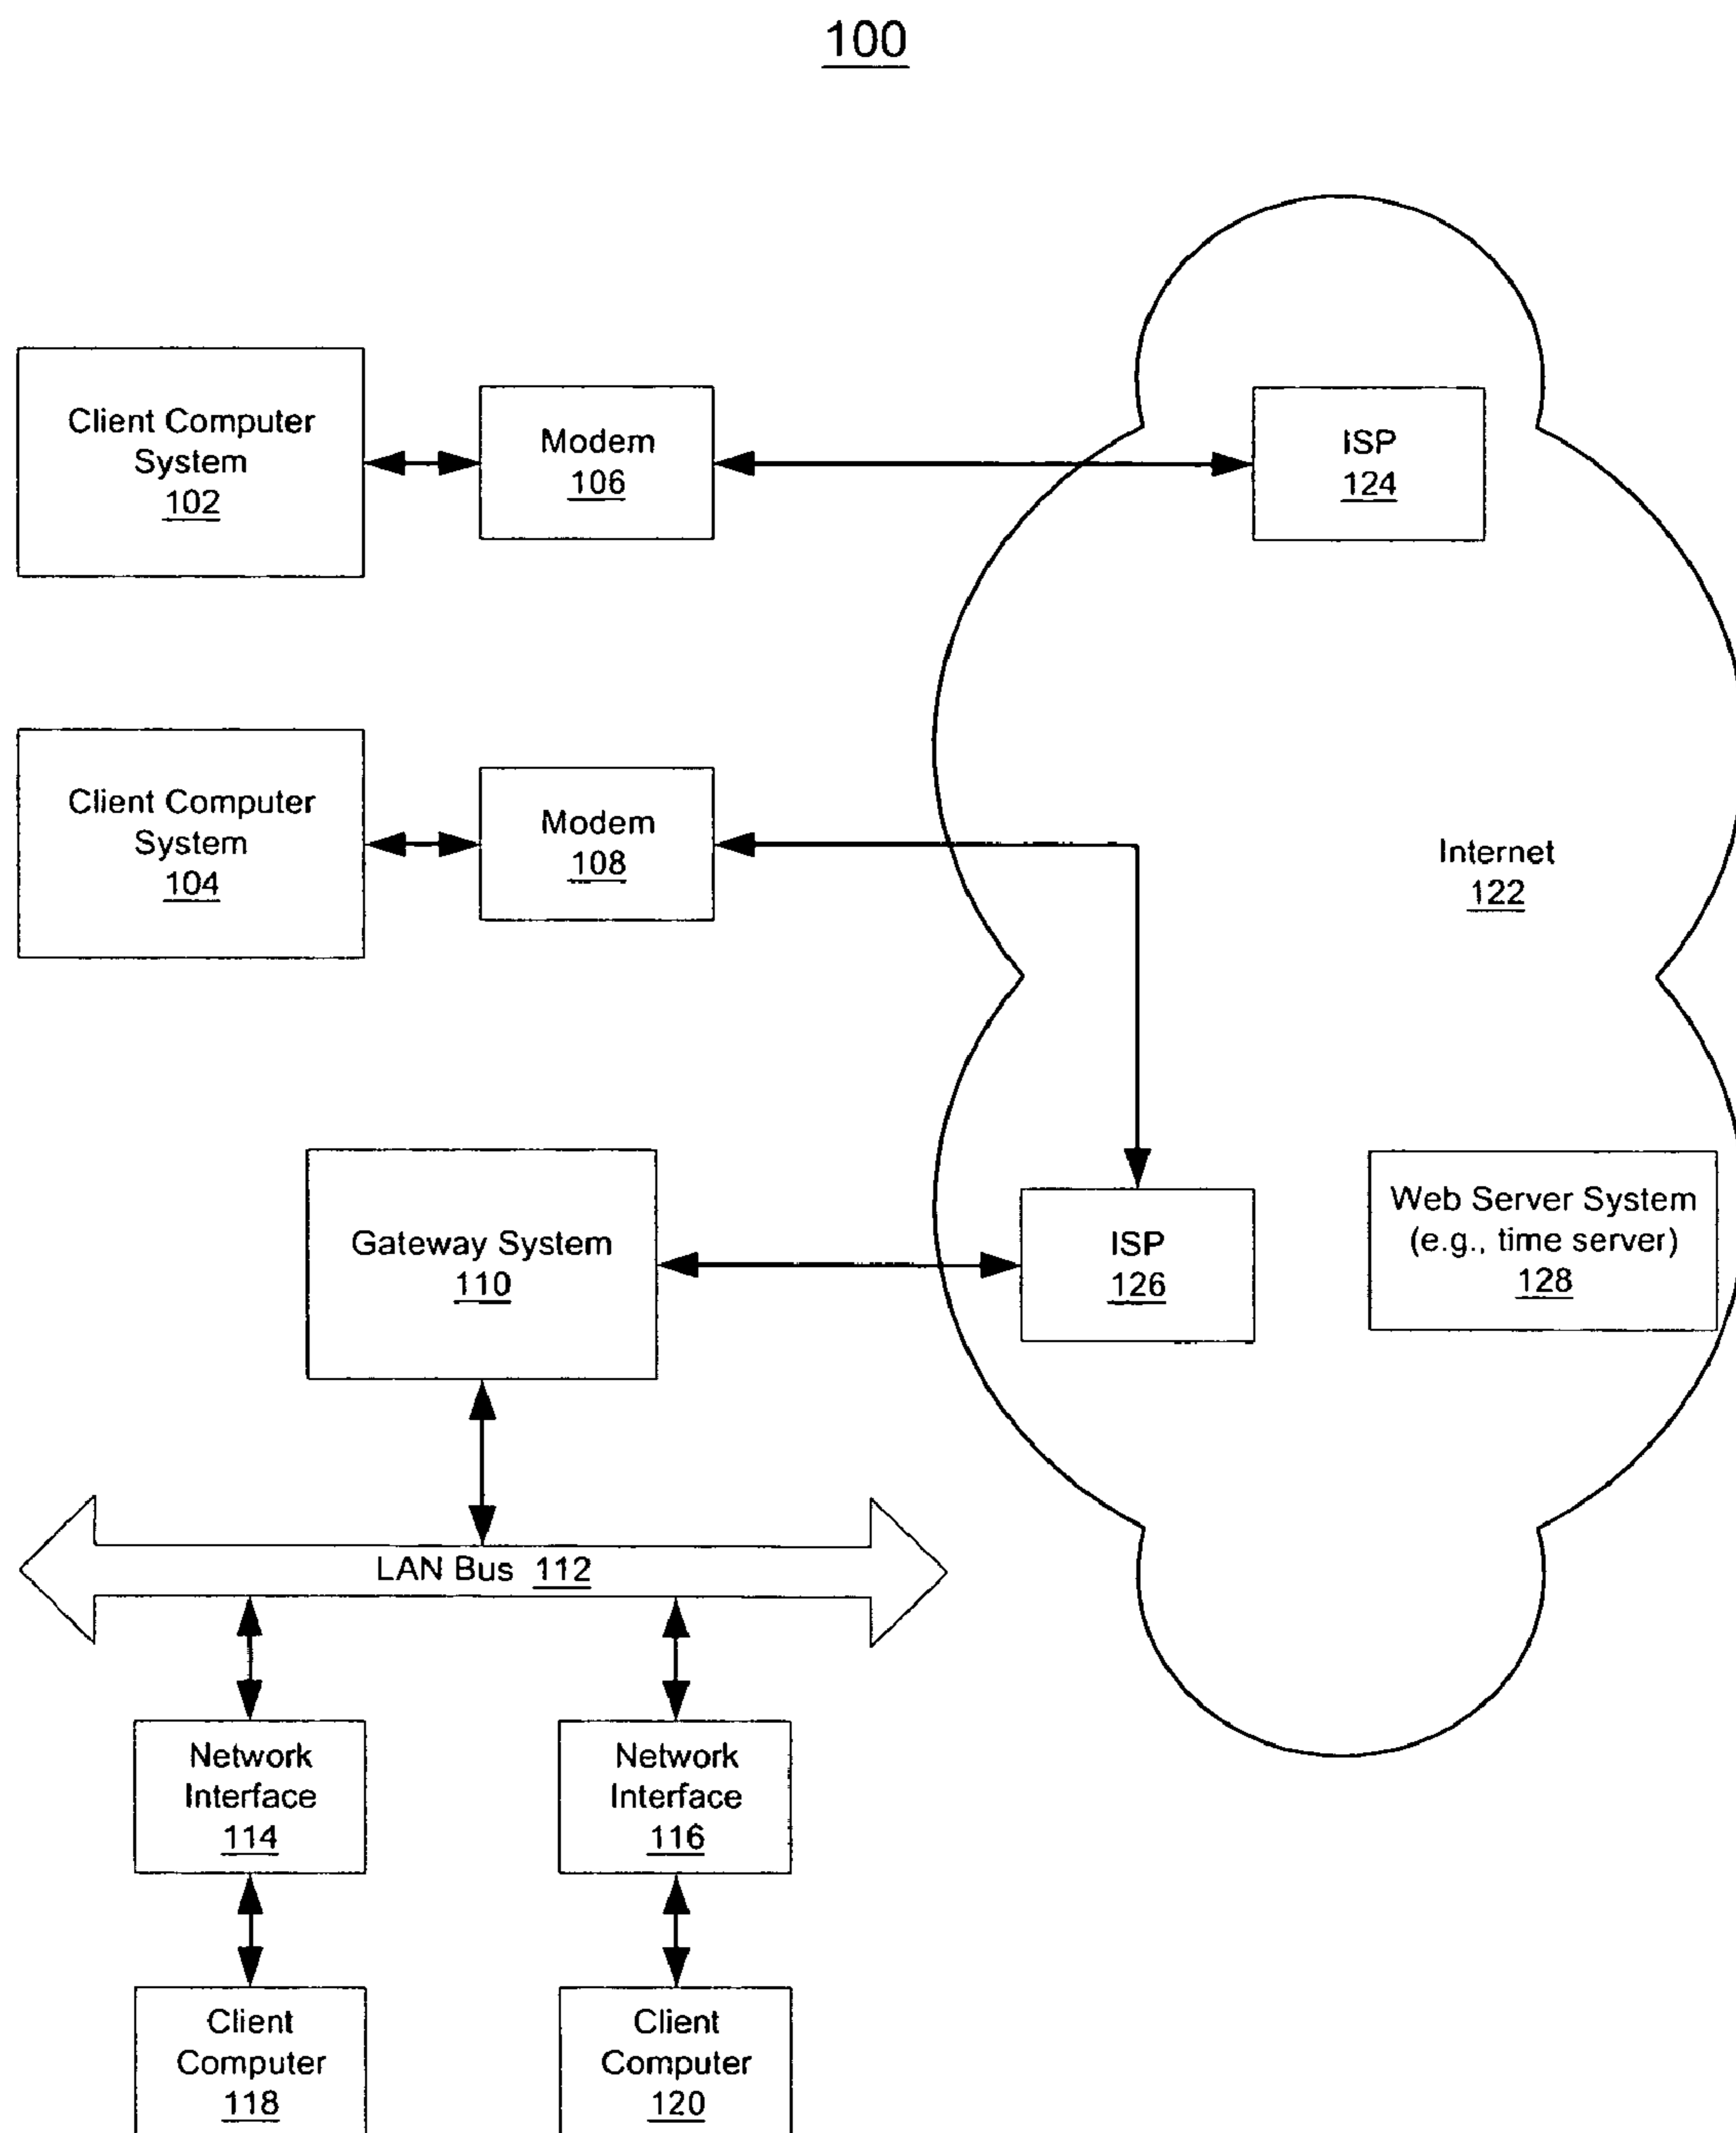 100
Client Computer
System
102
Modem
106
ISP
124
Client Computer
System
104
Modem
108
Internet
122
Gateway System
110
ISP
126
Web Server System
(e.g., time server)
128
LAN Bus 112
Network
Interface
114
Network
Interface
116
Client
Computer
118
Client
Computer
120